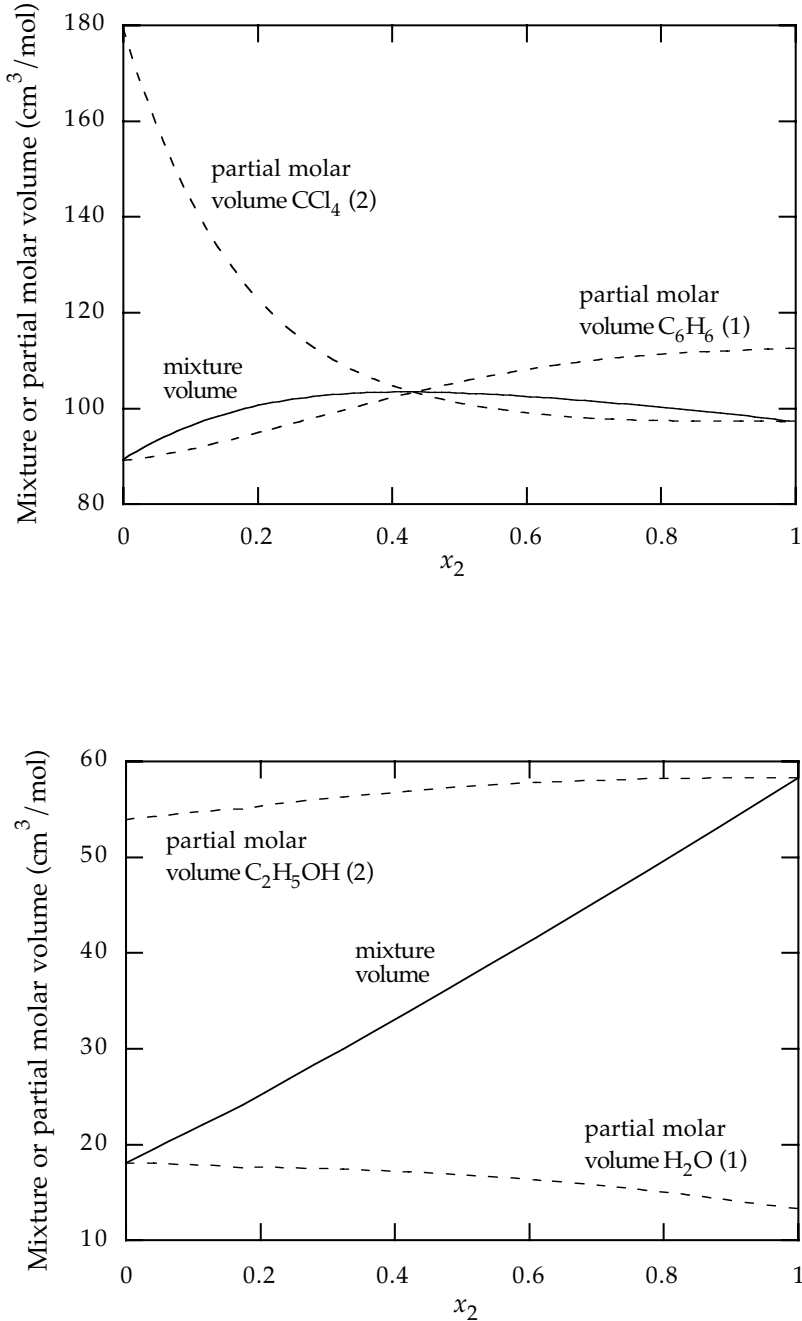 Mixture or partial molar volume (cm³/mol)
180
160
140
120
100
80
partial molar
volume CCl₄ (2)
partial molar
volume C₆H₆ (1)
mixture
volume
0 0.2 0.4 0.6 0.8 1
x₂
Mixture or partial molar volume (cm³/mol)
60
50
40
30
20
10
partial molar
volume C₂H₅OH (2)
mixture
volume
partial molar
volume H₂O (1)
0 0.2 0.4 0.6 0.8 1
x₂